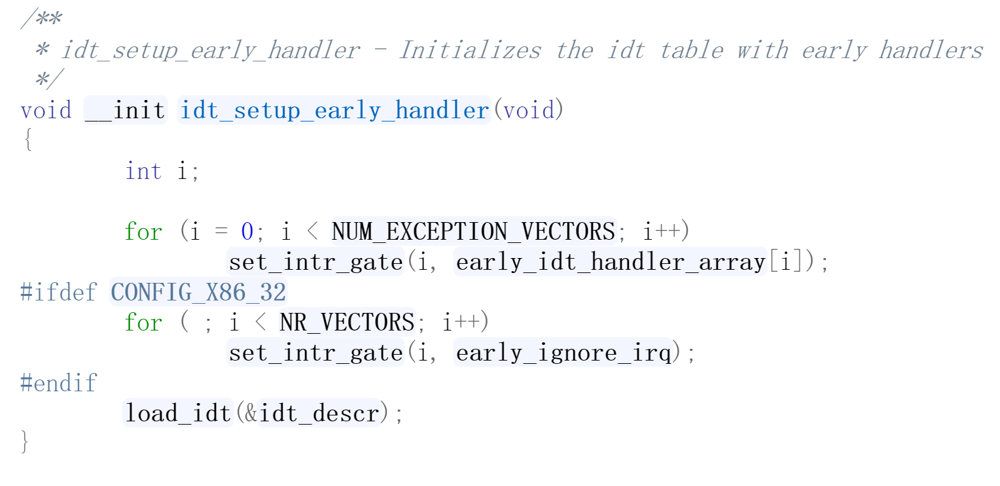 /**
 * idt_setup_early_handler - Initializes the idt table with early handlers
 */
void __init idt_setup_early_handler(void)
{
        int i;

        for (i = 0; i < NUM_EXCEPTION_VECTORS; i++)
                set_intr_gate(i, early_idt_handler_array[i]);
#ifdef CONFIG_X86_32
        for ( ; i < NR_VECTORS; i++)
                set_intr_gate(i, early_ignore_irq);
#endif
        load_idt(&idt_descr);
}